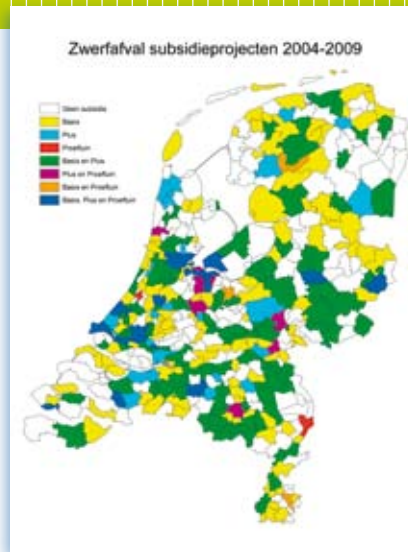 Zwerfafval subsidieprojecten 2004-2009
Geen subsidie
Basis
Plus
Proeftuin
Basis en Plus
Plus en Proeftuin
Basis en Proeftuin
Basis, Plus en Proeftuin